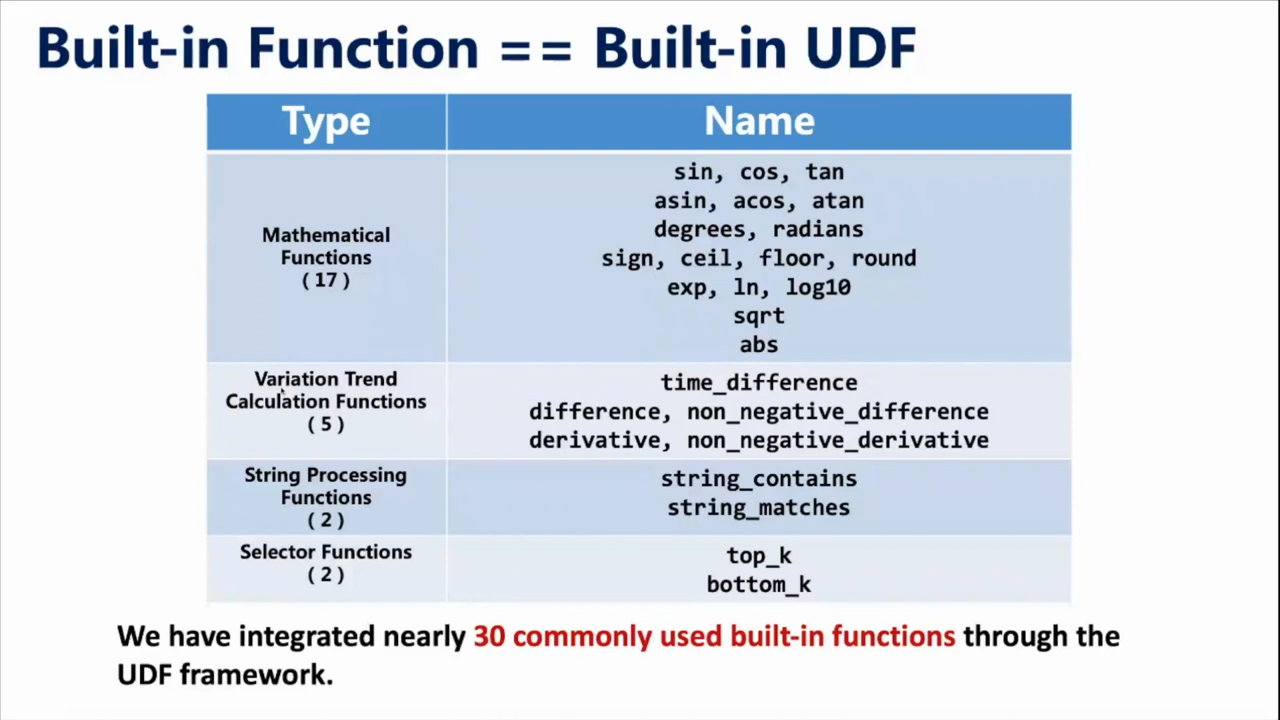 Built-in Function == Built-in UDF
Type
Name
Mathematical
Functions
( 17 )
sin, cos, tan
asin, acos, atan
degrees, radians
sign, ceil, floor, round
exp, ln, log10
sqrt
abs
Variation Trend
Calculation Functions
( 5 )
time_difference
difference, non_negative_difference
derivative, non_negative_derivative
String Processing
Functions
( 2 )
string_contains
string_matches
Selector Functions
( 2 )
top_k
bottom_k
We have integrated nearly 30 commonly used built-in functions through the
UDF framework.